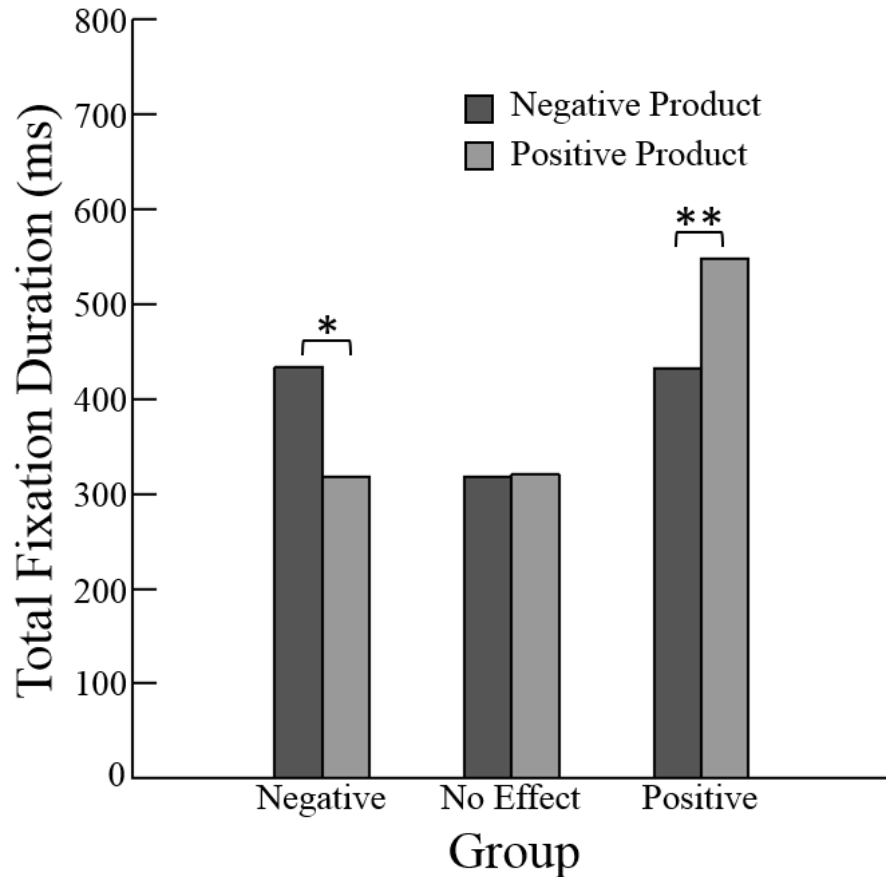 800
700
600
500
400
300
200
100
0
Total Fixation Duration (ms)
Negative Product
Positive Product
*
**
Negative No Effect Positive
Group